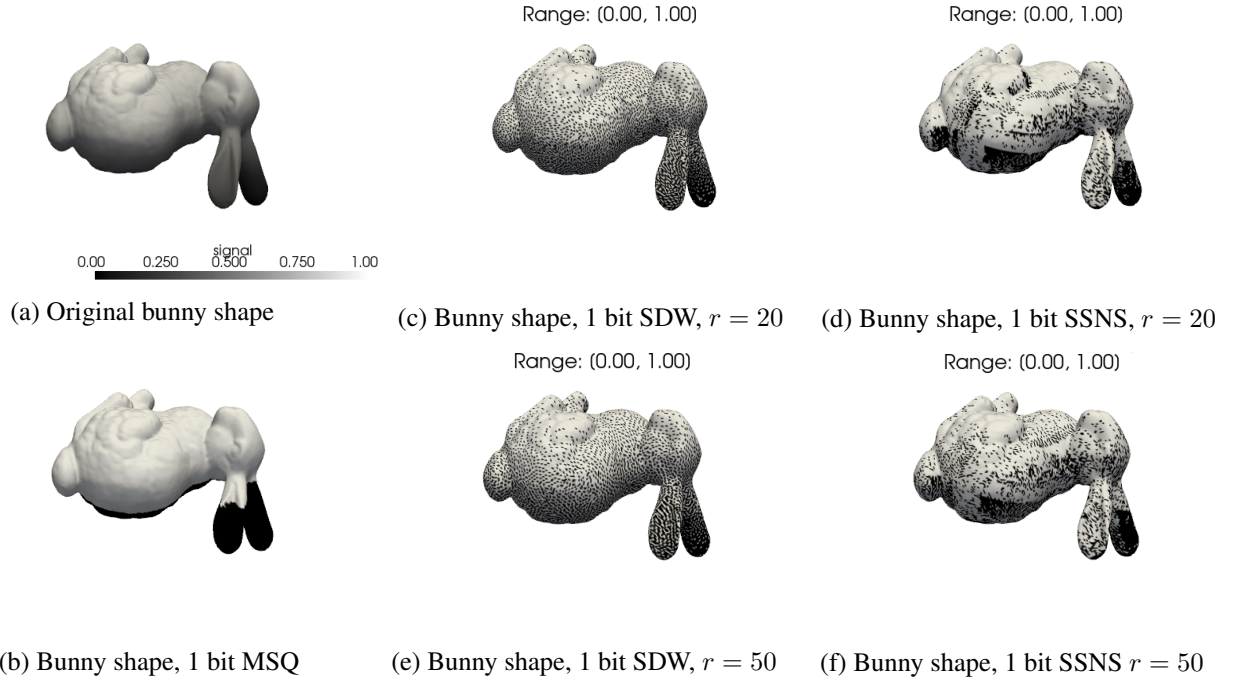 Range: (0.00, 1.00)
Range: (0.00, 1.00)
signal
0.00 0.250 0.500 0.750 1.00
(a) Original bunny shape
(c) Bunny shape, 1 bit SDW, r = 20
(d) Bunny shape, 1 bit SSNS, r = 20
Range: (0.00, 1.00)
Range: (0.00, 1.00)
(b) Bunny shape, 1 bit MSQ
(e) Bunny shape, 1 bit SDW, r = 50
(f) Bunny shape, 1 bit SSNS r = 50